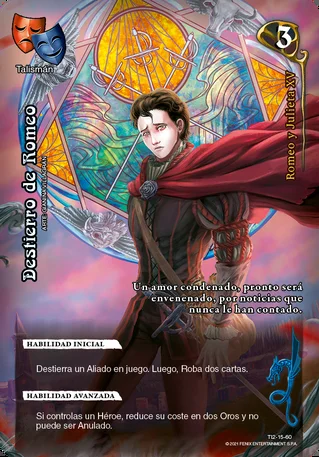 Talismán
3
Destierro de Romeo
Romeo y Julieta XV
Un amor condenado, pronto será
envenenado, por noticias que
nunca le han contado.
HABILIDAD INICIAL
Destierra un Aliado en juego. Luego, Roba dos cartas.
HABILIDAD AVANZADA
Si controlas un Héroe, reduce su coste en dos Oros y no
puede ser Anulado.
TI2-15-60
© 2021 FENIX ENTERTAINMENT S.P.A.